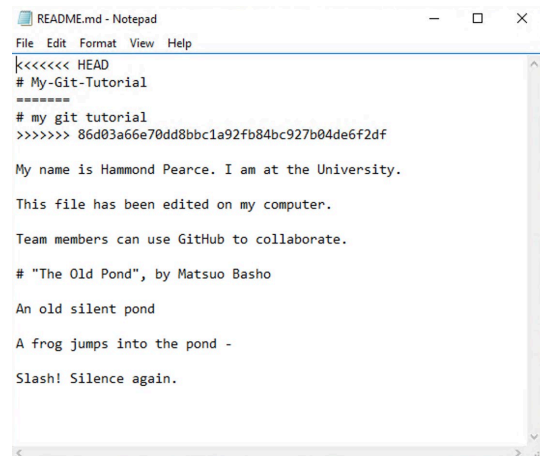 README.md - Notepad
File Edit Format View Help
<<<<<<< HEAD
# My-Git-Tutorial
=======
# my git tutorial
>>>>>>> 86d03a66e70dd8bbc1a92fb84bc927b04de6f2df
My name is Hammond Pearce. I am at the University.
This file has been edited on my computer.
Team members can use GitHub to collaborate.
# "The Old Pond", by Matsuo Basho
An old silent pond
A frog jumps into the pond -
Slash! Silence again.